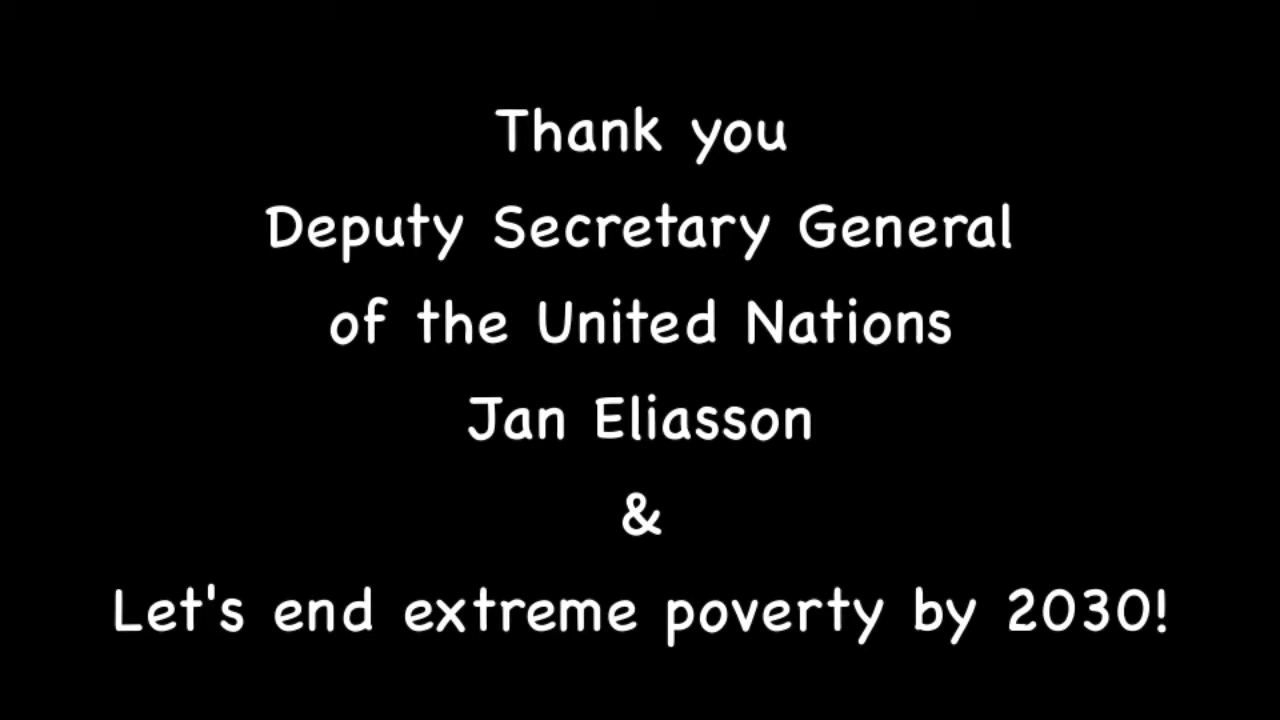 Thank you
Deputy Secretary General
of the United Nations
Jan Eliasson
&
Let's end extreme poverty by 2030!